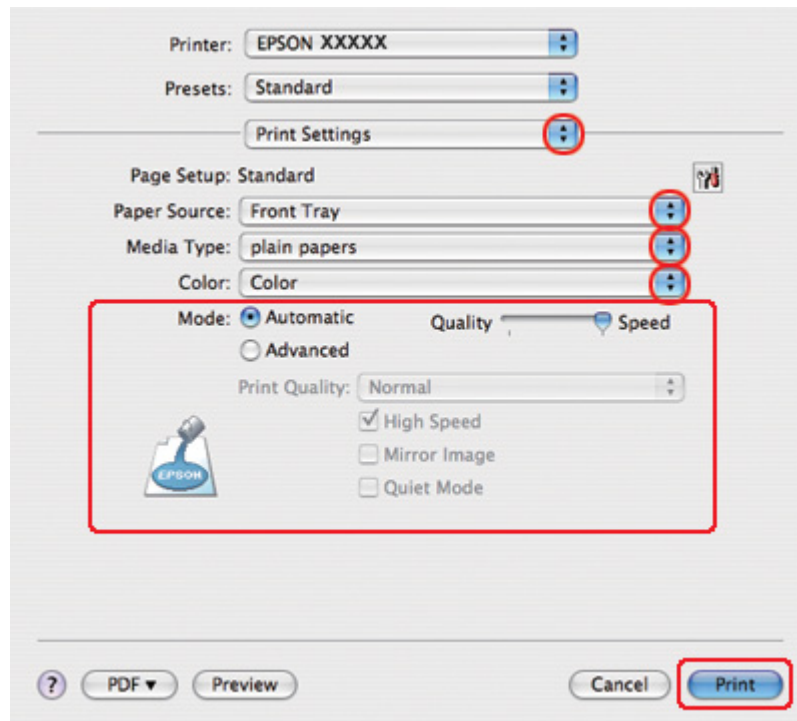 Printer: EPSON XXXXX
Presets: Standard
Print Settings
Page Setup: Standard
Paper Source: Front Tray
Media Type: plain papers
Color: Color
Mode: Automatic Quality Speed
Advanced
Print Quality: Normal
High Speed
Mirror Image
EPSON
Quiet Mode
? PDF Preview Cancel Print